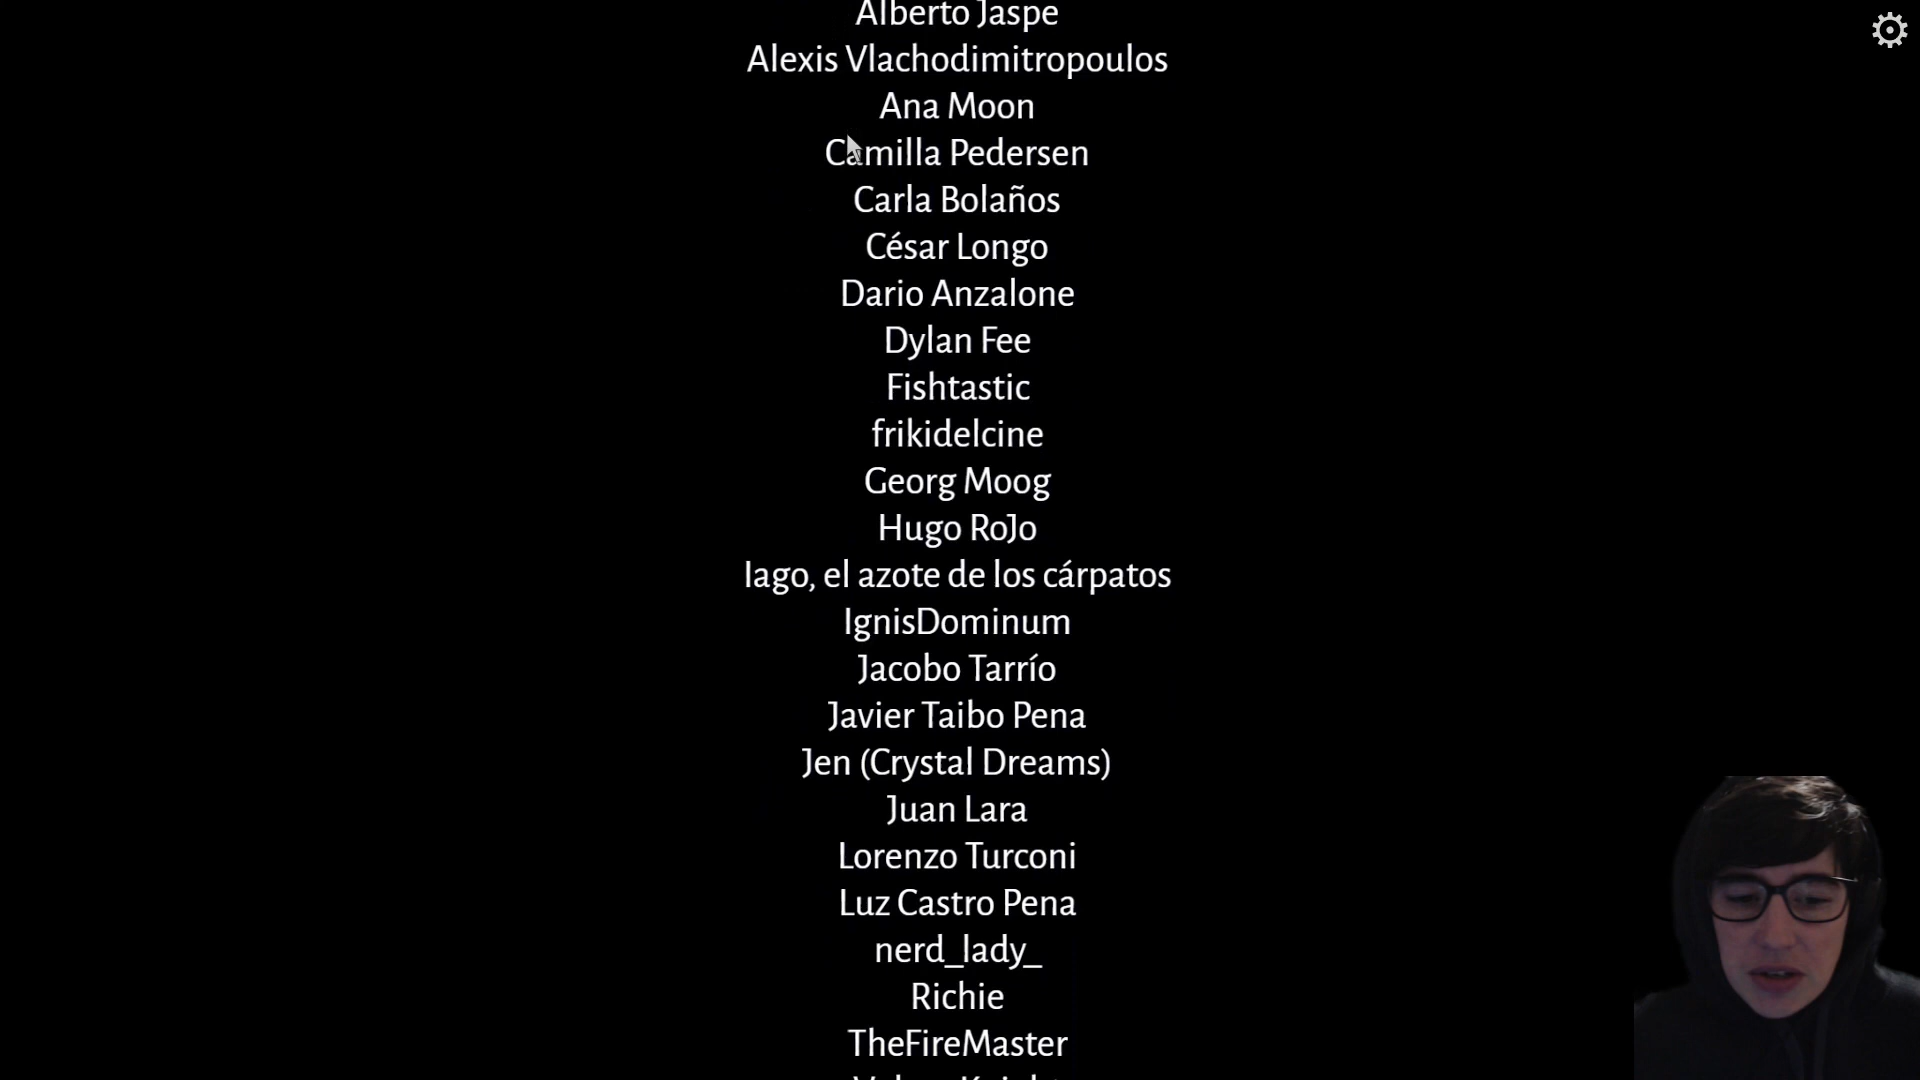 Alberto Jaspe
Alexis Vlachodimitropoulos
Ana Moon
Camilla Pedersen
Carla Bolaños
César Longo
Dario Anzalone
Dylan Fee
Fishtastic
frikidelcine
Georg Moog
Hugo RoJo
Iago, el azote de los cárpatos
IgnisDominum
Jacobo Tarrío
Javier Taibo Pena
Jen (Crystal Dreams)
Juan Lara
Lorenzo Turconi
Luz Castro Pena
nerd_lady_
Richie
TheFireMaster